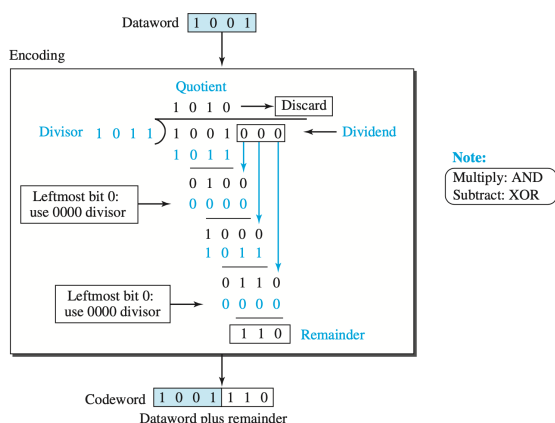 Dataword 1 0 0 1
Encoding
Quotient
1 0 1 0 Discard
Divisor 1 0 1 1 1 0 0 1 0 0 0 Dividend
1 0 1 1
0 1 0 0
Leftmost bit 0:
use 0000 divisor
0 0 0 0
1 0 0 0
1 0 1 1
0 1 1 0
Leftmost bit 0:
use 0000 divisor
0 0 0 0
1 1 0 Remainder
Note:
Multiply: AND
Subtract: XOR
Codeword 1 0 0 1 1 1 0
Dataword plus remainder